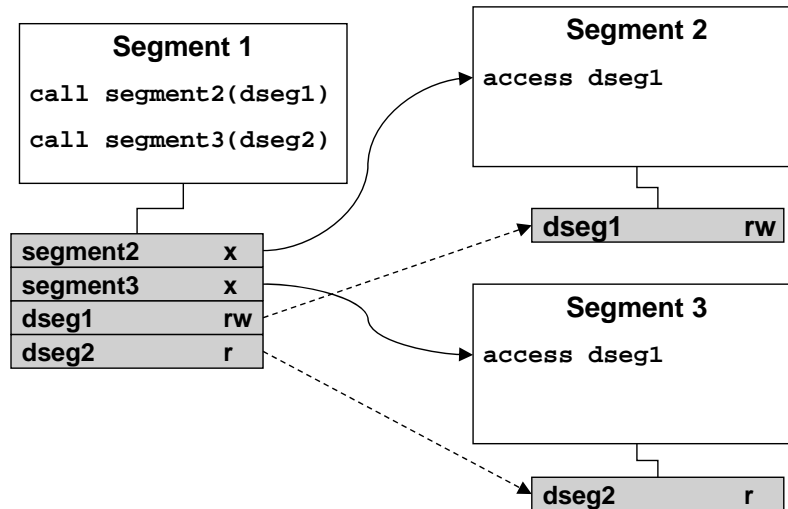 Segment 1
call segment2(dseg1)
call segment3(dseg2)
segment2 x
segment3 x
dseg1 rw
dseg2 r
Segment 2
access dseg1
dseg1 rw
Segment 3
access dseg1
dseg2 r